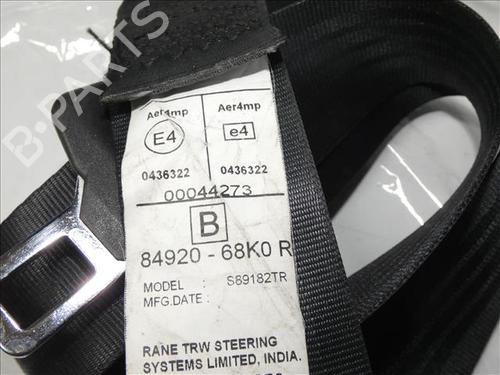 B-PARTS
Aer4mp Aer4mp
E4 e4
0436322 0436322
00044273
B
84920 - 68K0 R
MODEL : S89182TR
MFG.DATE :
RANE TRW STEERING
SYSTEMS LIMITED, INDIA.